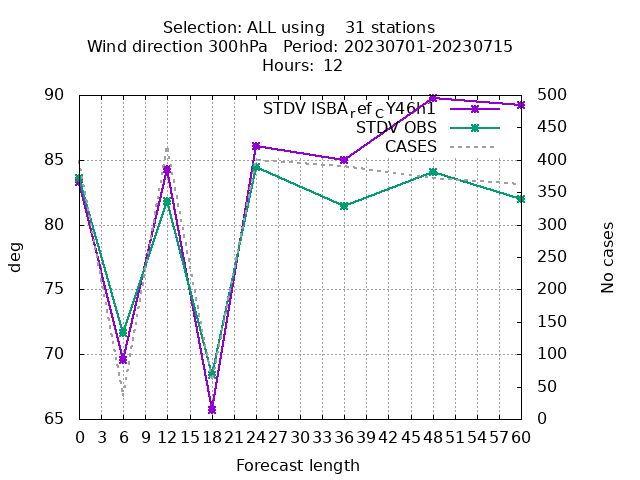 Selection: ALL using 31 stations
Wind direction 300hPa Period: 20230701-20230715
Hours: 12
STDV ISBA_ref_CY46h1
STDV OBS
CASES
90
85
80
75
70
65
500
450
400
350
300
250
200
150
100
50
0
deg
No cases
0 3 6 9 12 15 18 21 24 27 30 33 36 39 42 45 48 51 54 57 60
Forecast length